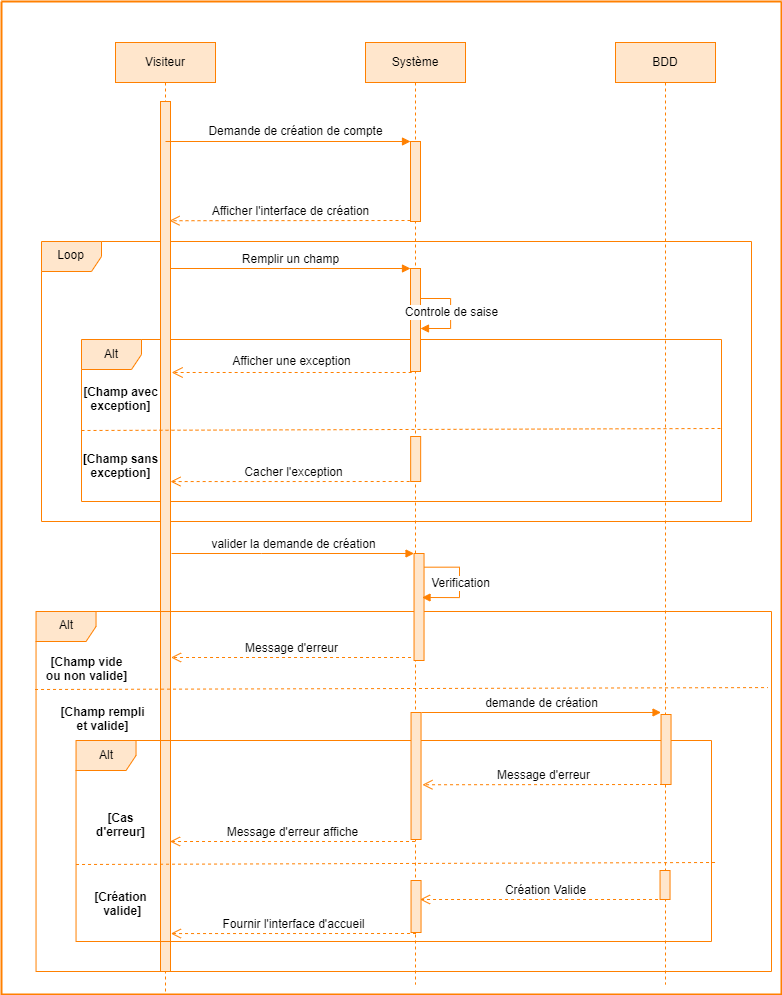 Visiteur
Système
BDD
Demande de création de compte
Afficher l'interface de création
Loop
Remplir un champ
Controle de saise
Alt
Afficher une exception
[Champ avec
exception]
[Champ sans
exception]
Cacher l'exception
valider la demande de création
Verification
Alt
Message d'erreur
[Champ vide
ou non valide]
demande de création
[Champ rempli
et valide]
Alt
Message d'erreur
[Cas
d'erreur]
Message d'erreur affiche
Création Valide
[Création
valide]
Fournir l'interface d'accueil